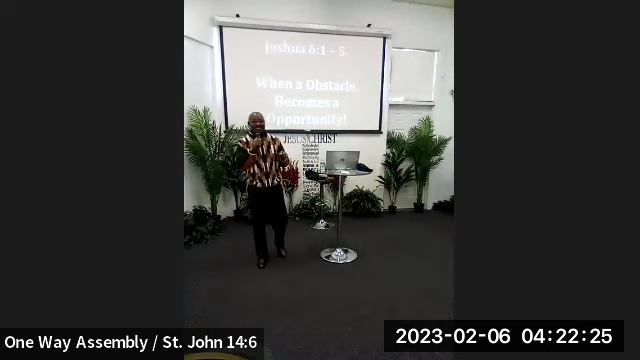 Joshua 6:1 – 5.
When a Obstacle,
Becomes a
Opportunity!
JESUS CHRIST
One Way Assembly / St. John 14:6
2023-02-06 04:22:25